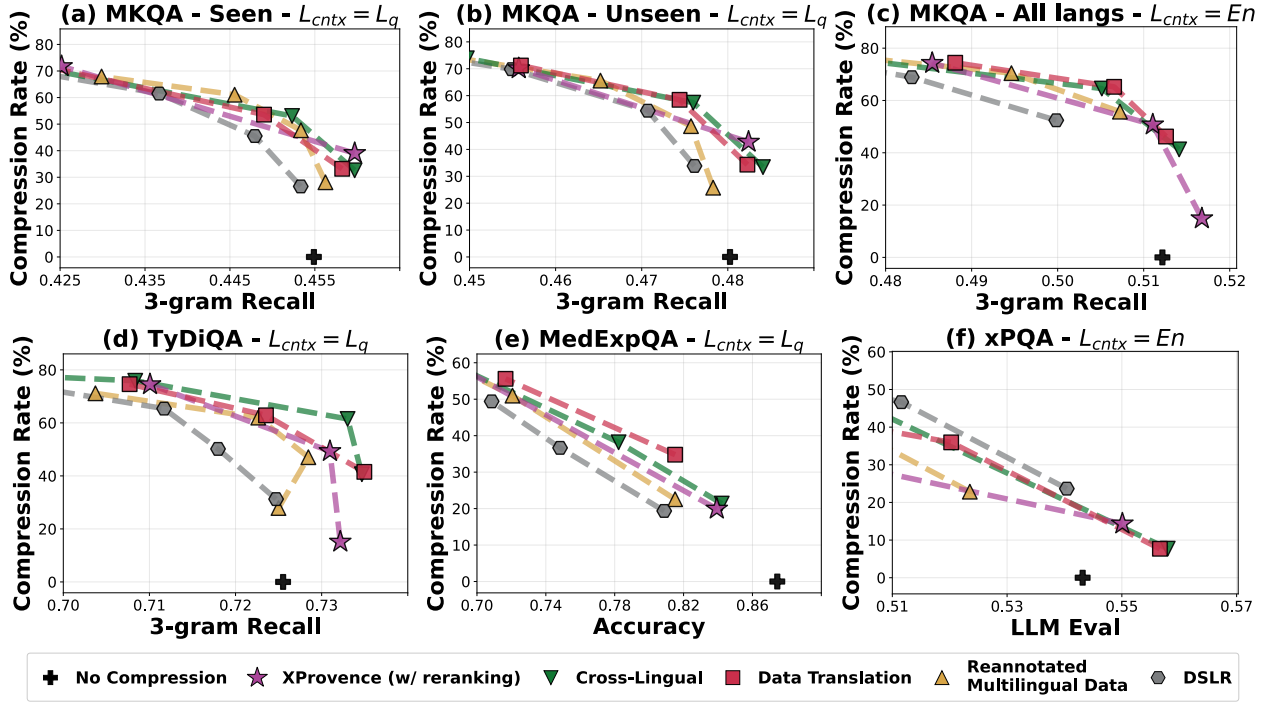 (a) MKQA - Seen - L_cntx = L_q
(b) MKQA - Unseen - L_cntx = L_q
(c) MKQA - All langs - L_cntx = En
Compression Rate (%)
80
70
60
50
40
30
20
10
0
0.425
0.435
0.445
0.455
3-gram Recall
Compression Rate (%)
80
70
60
50
40
30
20
10
0
0.45
0.46
0.47
0.48
3-gram Recall
Compression Rate (%)
80
70
60
50
40
30
20
10
0
0.48
0.49
0.50
0.51
0.52
3-gram Recall
(d) TyDiQA - L_cntx = L_q
(e) MedExpQA - L_cntx = L_q
(f) xPQA - L_cntx = En
Compression Rate (%)
80
60
40
20
0
0.70
0.71
0.72
0.73
3-gram Recall
Compression Rate (%)
60
50
40
30
20
10
0
0.70
0.74
0.78
0.82
0.86
Accuracy
Compression Rate (%)
60
50
40
30
20
10
0
0.51
0.53
0.55
0.57
LLM Eval
No Compression
XProvence (w/ reranking)
Cross-Lingual
Data Translation
Reannotated
Multilingual Data
DSLR